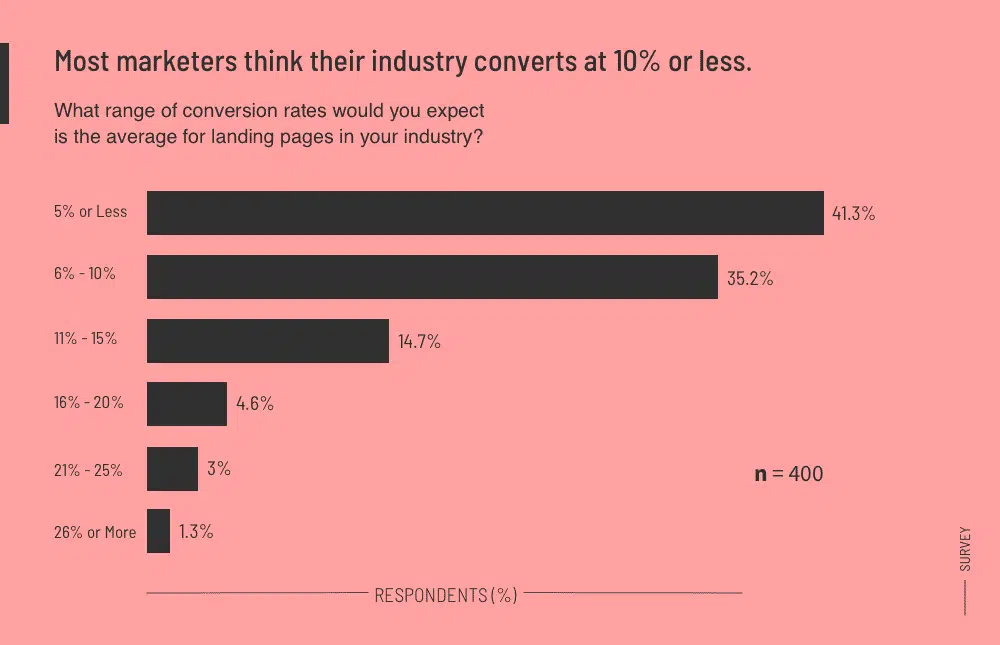 Most marketers think their industry converts at 10% or less.
What range of conversion rates would you expect
is the average for landing pages in your industry?
5% or Less 41.3%
6% - 10% 35.2%
11% - 15% 14.7%
16% - 20% 4.6%
21% - 25% 3%
26% or More 1.3%
n = 400
RESPONDENTS (%)
SURVEY